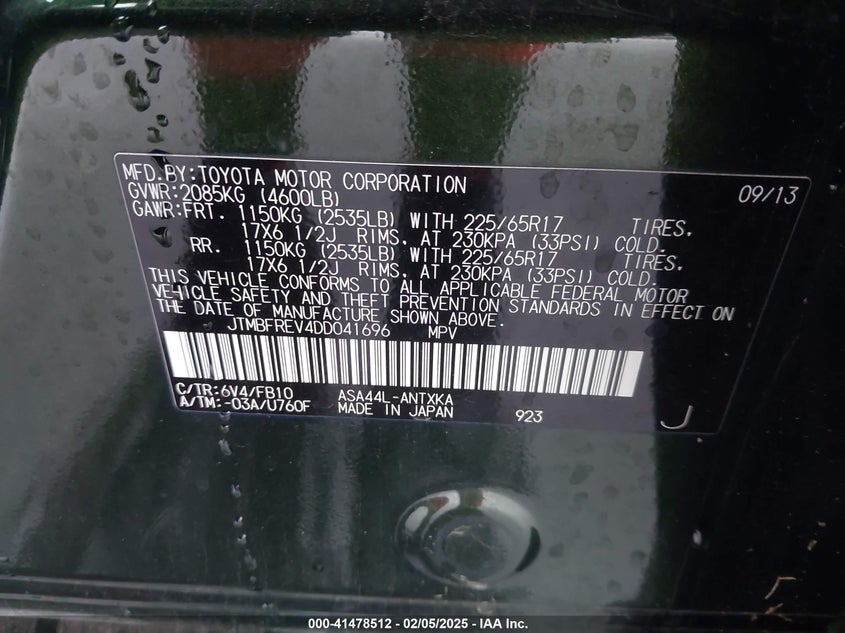 MFD. BY: TOYOTA MOTOR CORPORATION 09/13
GVWR: 2085KG (4600LB)
GAWR: FRT. 1150KG (2535LB) WITH 225/65R17 TIRES,
17X6 1/2J RIMS, AT 230KPA (33PSI) COLD.
RR. 1150KG (2535LB) WITH 225/65R17 TIRES,
17X6 1/2J RIMS, AT 230KPA (33PSI) COLD.
THIS VEHICLE CONFORMS TO ALL APPLICABLE FEDERAL MOTOR
VEHICLE SAFETY AND THEFT PREVENTION STANDARDS IN EFFECT ON
THE DATE OF MANUFACTURE SHOWN ABOVE.
JTMBFREV4DD041696 MPV
C/TR: 6V4/FB10 ASA44L-ANTXKA
A/TM: -03A/U760F MADE IN JAPAN 923 J
000-41478512 - 02/05/2025 - IAA Inc.